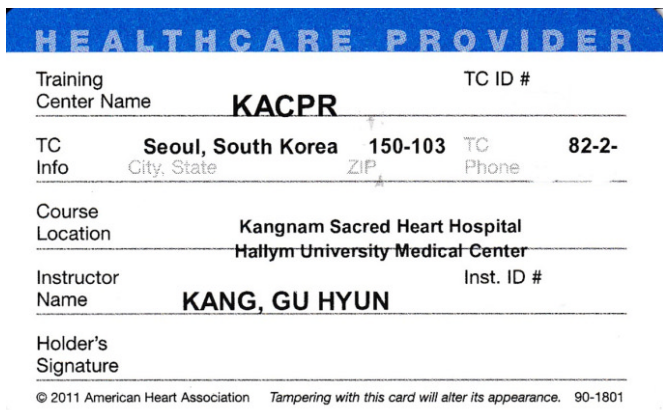 HEALTHCARE PROVIDER
Training Center Name KACPR TC ID #
TC Info Seoul, South Korea 150-103 TC Phone 82-2-
City, State ZIP
Course Location Kangnam Sacred Heart Hospital
Hallym University Medical Center
Instructor Name KANG, GU HYUN Inst. ID #
Holder's Signature
© 2011 American Heart Association Tampering with this card will alter its appearance. 90-1801